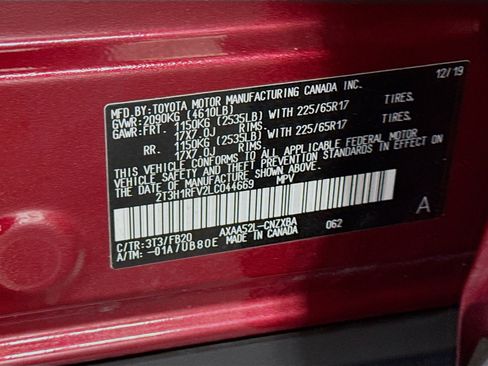 MFD. BY: TOYOTA MOTOR MANUFACTURING CANADA INC. 12/19
GVWR: 2090KG (4610LB)
GAWR: FRT. 1150KG (2535LB) WITH 225/65R17 TIRES.
17X7.0J RIMS.
RR. 1150KG (2535LB) WITH 225/65R17 TIRES.
17X7.0J RIMS.
THIS VEHICLE CONFORMS TO ALL APPLICABLE FEDERAL MOTOR
VEHICLE SAFETY AND THEFT PREVENTION STANDARDS IN EFFECT ON
THE DATE OF MANUFACTURE SHOWN ABOVE.
2T3H1RFV2LC044669 MPV
C/TR: 3T3/FB20 AXAA52L-CNZXBA 062 A
A/TM: -01A/UB80E MADE IN CANADA